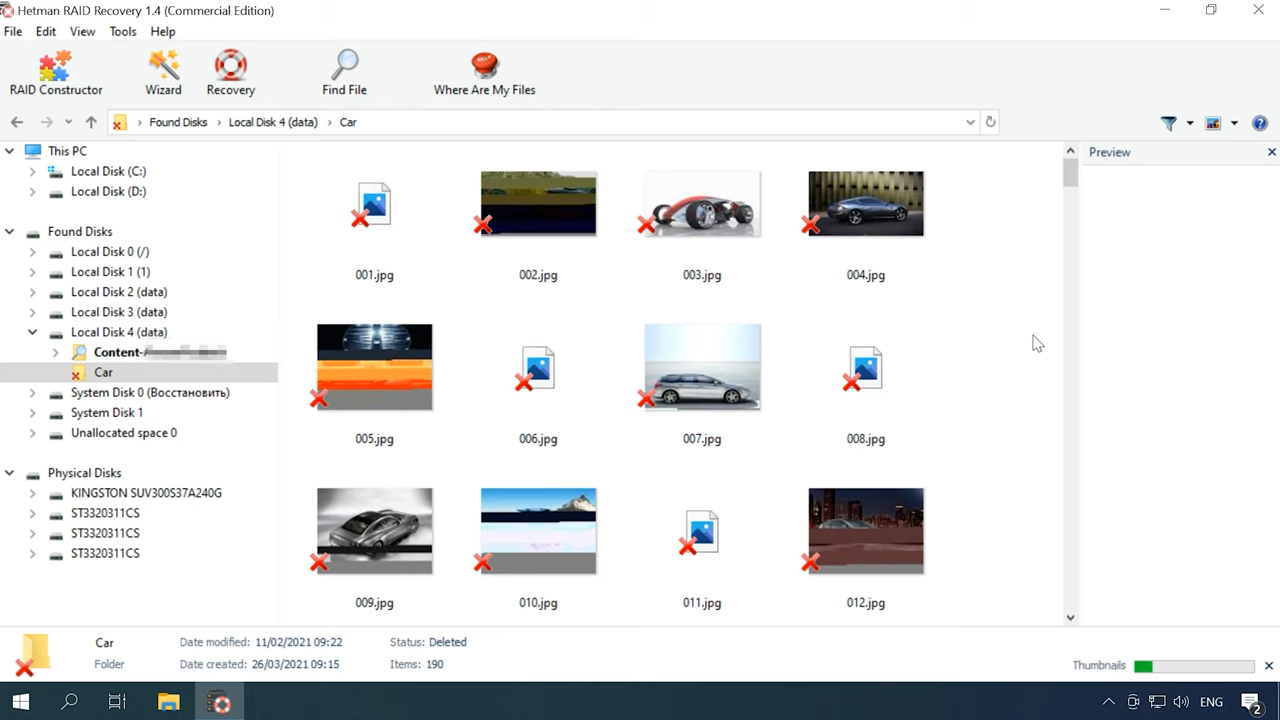 Hetman RAID Recovery 1.4 (Commercial Edition)
File Edit View Tools Help
RAID Constructor Wizard Recovery Find File Where Are My Files
Found Disks Local Disk 4 (data) Car
This PC
Local Disk (C:)
Local Disk (D:)
Found Disks
Local Disk 0 (/)
Local Disk 1 (1)
Local Disk 2 (data)
Local Disk 3 (data)
Local Disk 4 (data)
Content-
Car
System Disk 0 (Восстановить)
System Disk 1
Unallocated space 0
Physical Disks
KINGSTON SUV300S37A240G
ST3320311CS
ST3320311CS
ST3320311CS
001.jpg 002.jpg 003.jpg 004.jpg
005.jpg 006.jpg 007.jpg 008.jpg
009.jpg 010.jpg 011.jpg 012.jpg
Preview
Car Date modified: 11/02/2021 09:22 Status: Deleted
Folder Date created: 26/03/2021 09:15 Items: 190
Thumbnails
ENG 2